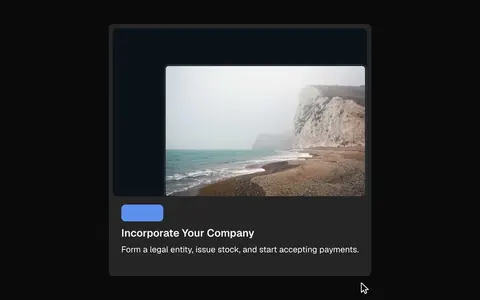 Incorporate Your Company
Form a legal entity, issue stock, and start accepting payments.